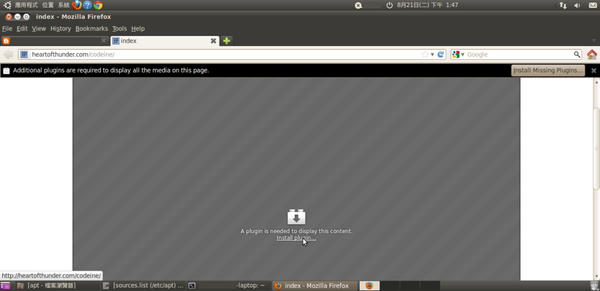 應用程式 位置 系統 8月21日(二) 下午 1:47
index - Mozilla Firefox
File Edit View History Bookmarks Tools Help
index
heartofthunder.com/codeine/ Google
Additional plugins are required to display all the media on this page. Install Missing Plugins...
A plugin is needed to display this content.
Install plugin...
http://heartofthunder.com/codeine/
[apt - 檔案瀏覽器] [sources.list (/etc/apt) ... -laptop: ~ index - Mozilla Firefox